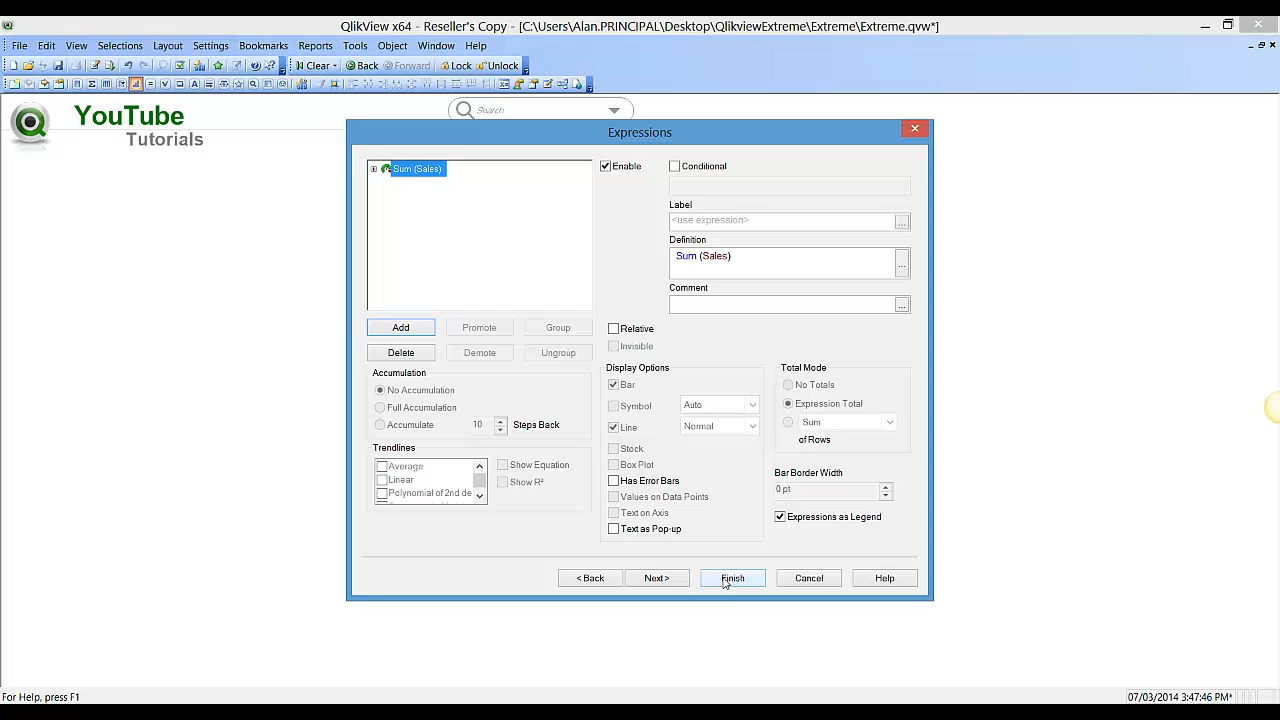 QlikView x64 - Reseller's Copy - [C:\Users\Alan.PRINCIPAL\Desktop\QlikviewExtreme\Extreme\Extreme.qvw*]
File Edit View Selections Layout Settings Bookmarks Reports Tools Object Window Help
Clear Back Forward Lock Unlock
YouTube
Tutorials
Search
Expressions
Sum (Sales)
Enable
Conditional
Label
<use expression>
...
Definition
Sum (Sales)
...
Comment
...
Add Promote Group
Delete Demote Ungroup
Relative
Invisible
Accumulation
No Accumulation
Full Accumulation
Accumulate 10 Steps Back
Trendlines
Average
Linear
Polynomial of 2nd de
Show Equation
Show R²
Display Options
Bar
Symbol Auto
Line Normal
Stock
Box Plot
Has Error Bars
Values on Data Points
Text on Axis
Text as Pop-up
Total Mode
No Totals
Expression Total
Sum
of Rows
Bar Border Width
0 pt
Expressions as Legend
< Back Next > Finish Cancel Help
For Help, press F1
07/03/2014 3:47:46 PM*